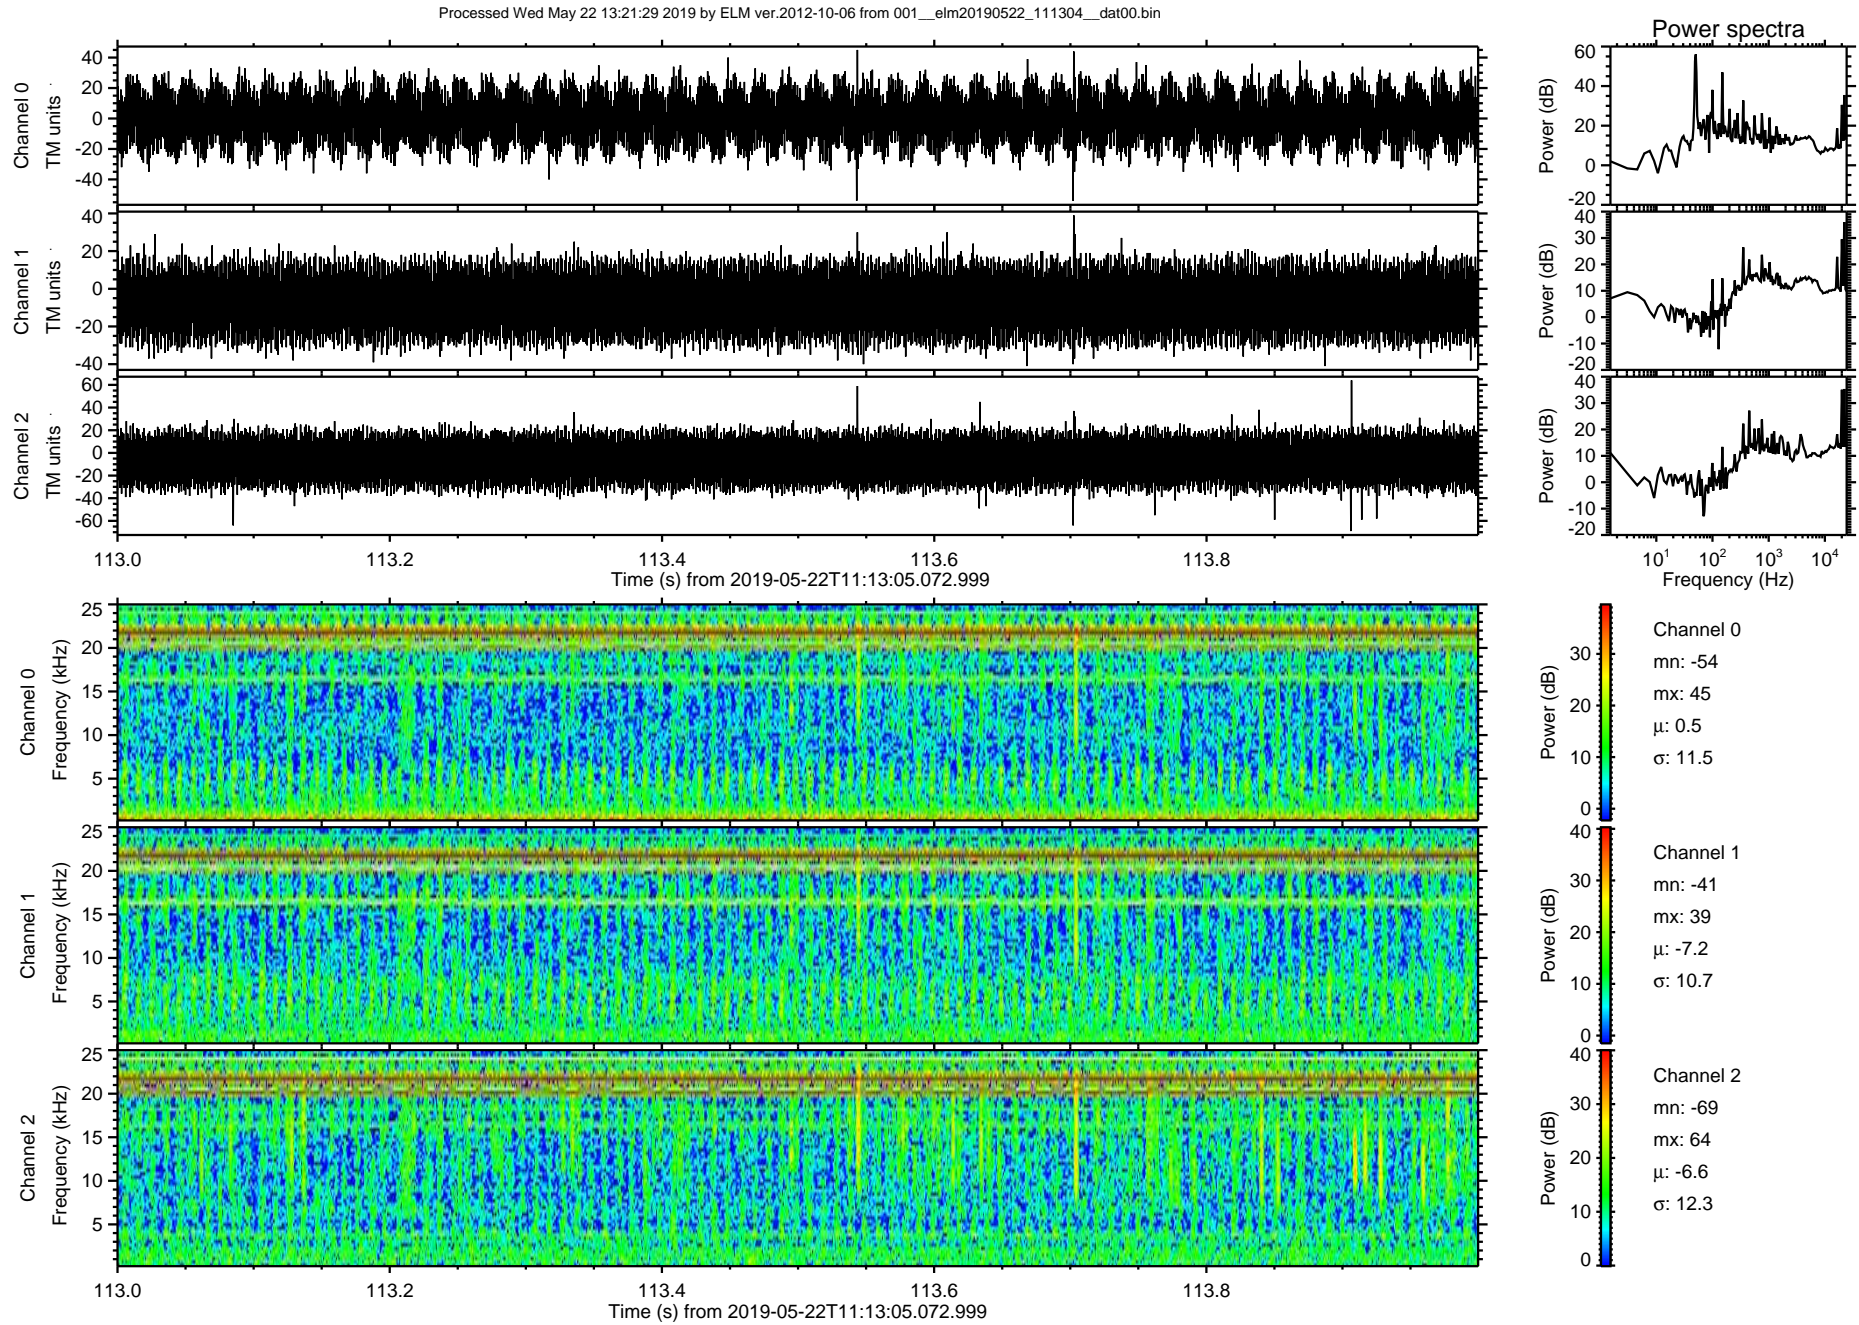 Processed Wed May 22 13:21:29 2019 by ELM ver.2012-10-06 from 001__elm20190522_111304__dat00.bin
Power spectra
Channel 0
TM units
40
20
0
-20
-40
Power (dB)
60
40
20
0
-20
Channel 1
TM units
40
20
0
-20
-40
Power (dB)
40
30
20
10
0
-10
-20
Channel 2
TM units
60
40
20
0
-20
-40
-60
Power (dB)
40
30
20
10
0
-10
-20
113.0 113.2 113.4 113.6 113.8
Time (s) from 2019-05-22T11:13:05.072.999
10^1 10^2 10^3 10^4
Frequency (Hz)
Channel 0
Frequency (kHz)
25
20
15
10
5
Power (dB)
30
20
10
0
Channel 0
mn: -54
mx: 45
μ: 0.5
σ: 11.5
Channel 1
Frequency (kHz)
25
20
15
10
5
Power (dB)
40
30
20
10
0
Channel 1
mn: -41
mx: 39
μ: -7.2
σ: 10.7
Channel 2
Frequency (kHz)
25
20
15
10
5
Power (dB)
40
30
20
10
0
Channel 2
mn: -69
mx: 64
μ: -6.6
σ: 12.3
113.0 113.2 113.4 113.6 113.8
Time (s) from 2019-05-22T11:13:05.072.999